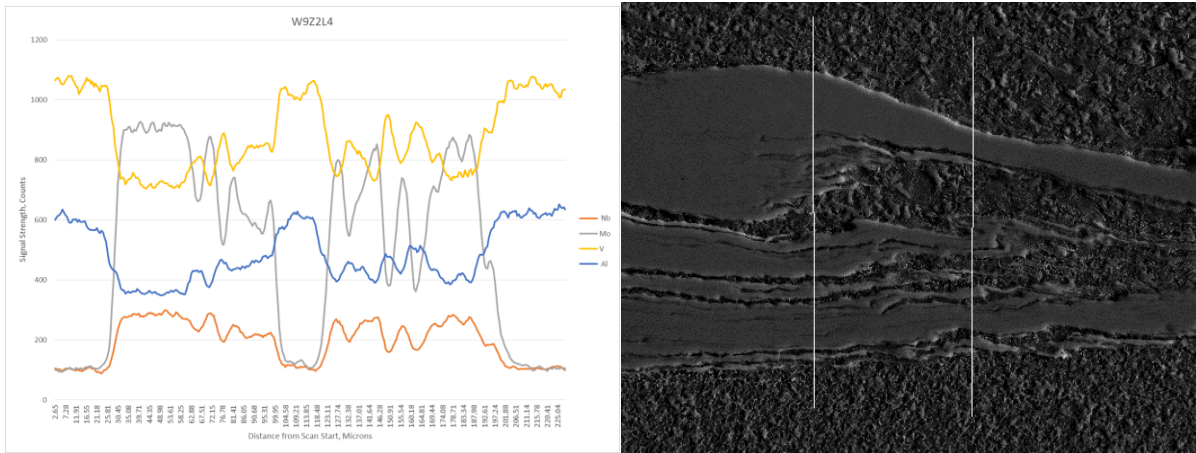 W9Z2L4
1200
1000
800
600
400
200
0
Signal Strength, Counts
2.65 7.28 11.91 16.55 21.18 25.81 30.45 35.08 39.71 44.35 48.98 53.61 58.25 62.88 67.51 72.15 76.78 81.41 86.05 90.68 95.31 99.95 104.58 109.21 113.85 118.48 123.11 127.74 132.38 137.01 141.64 146.28 150.91 155.54 160.18 164.81 169.44 174.08 178.71 183.34 187.98 192.61 197.24 201.88 206.51 211.14 215.78 220.41 225.04
Distance from Scan Start, Microns
Nb
Mo
V
Al